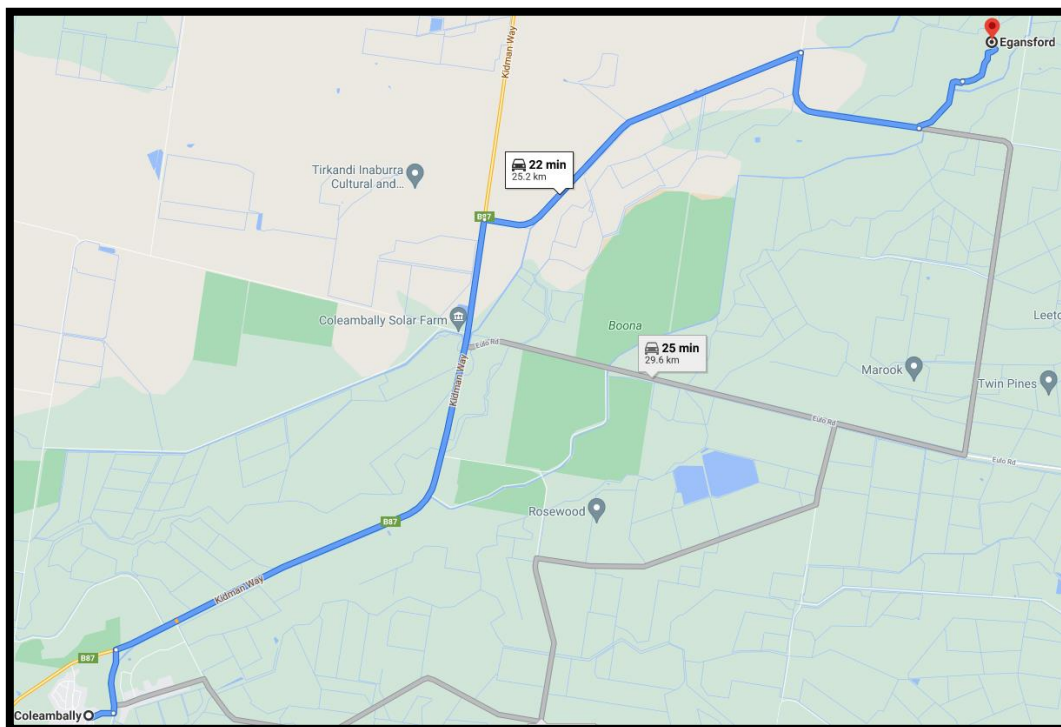 Egansford
Kidman Way
22 min
25.2 km
Tirkandi Inaburra
Cultural and...
B87
Coleambally Solar Farm
Boona
Leeto
Eulo Rd
25 min
29.6 km
Kidman Way
Marook
Twin Pines
Eulo Rd
Eulo Rd
Rosewood
B87
Kidman Way
B87
Coleambally